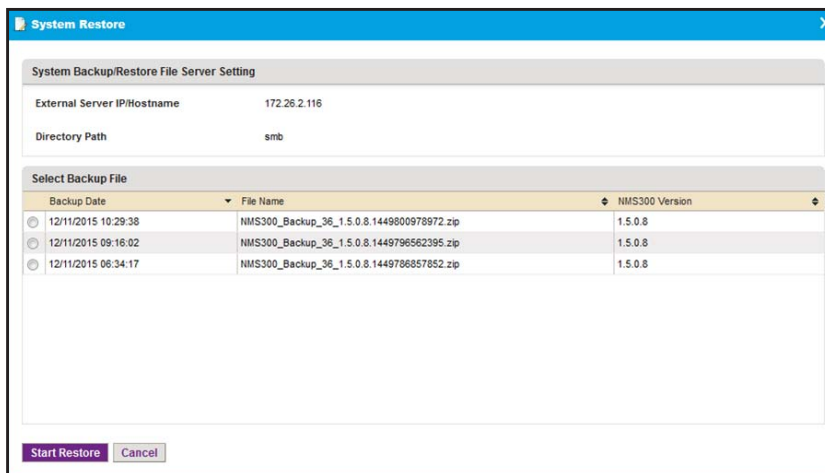 System Restore
System Backup/Restore File Server Setting
External Server IP/Hostname 172.26.2.116
Directory Path smb
Select Backup File
Backup Date File Name NMS300 Version
12/11/2015 10:29:38 NMS300_Backup_36_1.5.0.8.1449800978972.zip 1.5.0.8
12/11/2015 09:16:02 NMS300_Backup_36_1.5.0.8.1449796562395.zip 1.5.0.8
12/11/2015 06:34:17 NMS300_Backup_36_1.5.0.8.1449786857852.zip 1.5.0.8
Start Restore Cancel